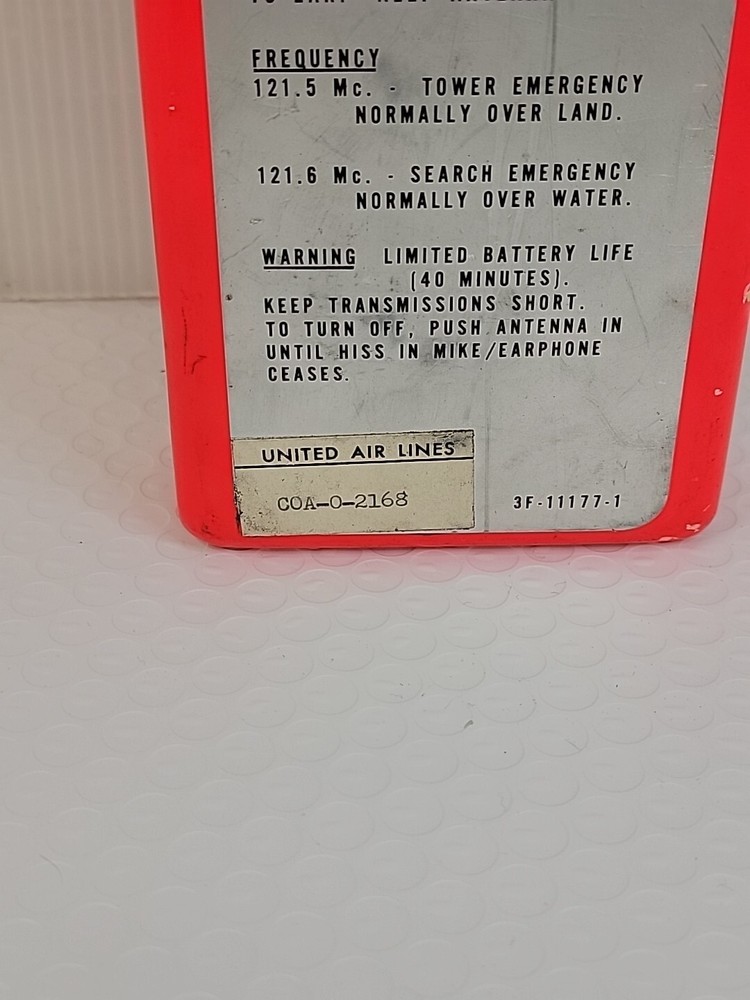 FREQUENCY
121.5 Mc. - TOWER EMERGENCY
NORMALLY OVER LAND.
121.6 Mc. - SEARCH EMERGENCY
NORMALLY OVER WATER.
WARNING LIMITED BATTERY LIFE
(40 MINUTES).
KEEP TRANSMISSIONS SHORT.
TO TURN OFF, PUSH ANTENNA IN
UNTIL HISS IN MIKE/EARPHONE
CEASES.
UNITED AIR LINES
COA-0-2168
3F-11177-1